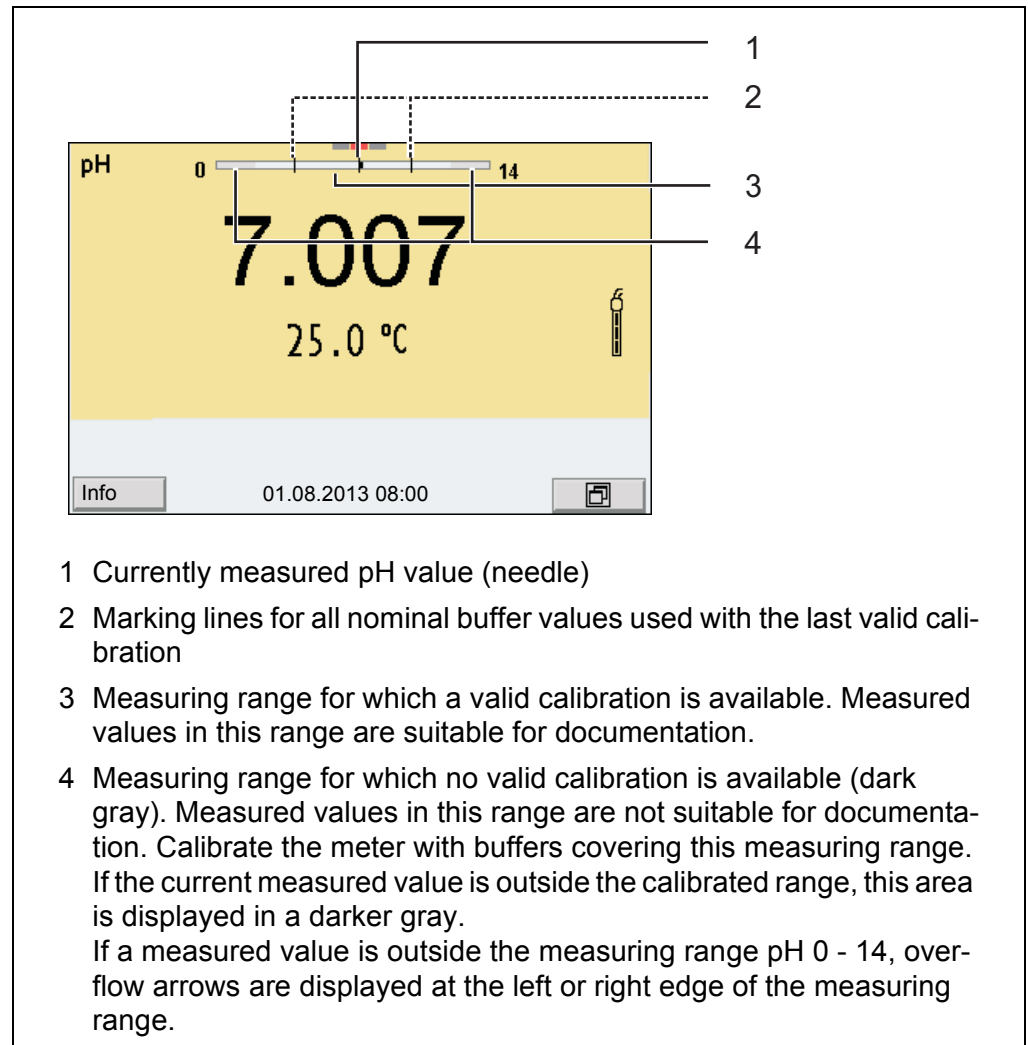 1
2
pH
0
14
3
7.007
4
25.0 °C
Info
01.08.2013 08:00
1 Currently measured pH value (needle)
2 Marking lines for all nominal buffer values used with the last valid cali-
bration
3 Measuring range for which a valid calibration is available. Measured
values in this range are suitable for documentation.
4 Measuring range for which no valid calibration is available (dark
gray). Measured values in this range are not suitable for documenta-
tion. Calibrate the meter with buffers covering this measuring range.
If the current measured value is outside the calibrated range, this area
is displayed in a darker gray.
If a measured value is outside the measuring range pH 0 - 14, over-
flow arrows are displayed at the left or right edge of the measuring
range.